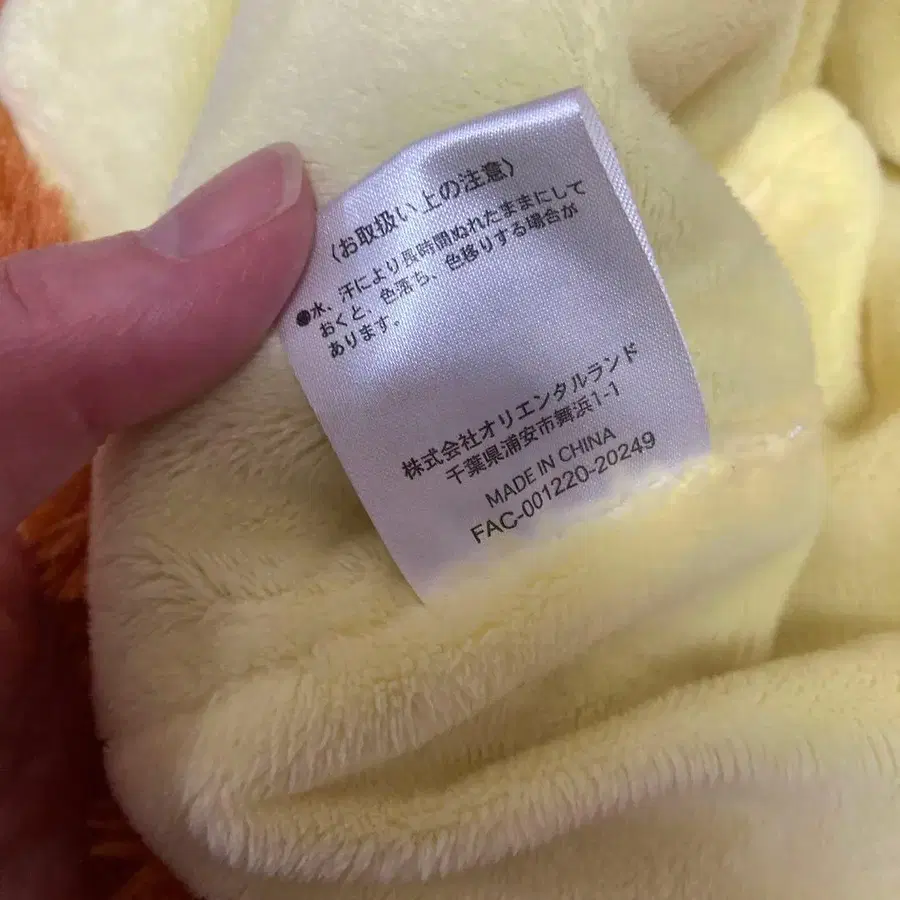 〈お取扱い上の注意〉
●水、汗により長時間ぬれたままにして
おくと、色落ち、色移りする場合が
あります。
株式会社オリエンタルランド
千葉県浦安市舞浜1-1
MADE IN CHINA
FAC-001220-20249